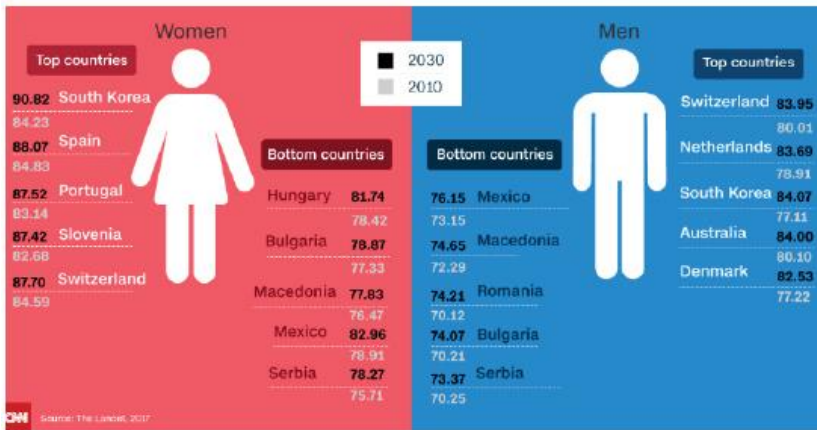 Women
Men
2030
2010
Top countries
90.82 South Korea
84.23
88.07 Spain
84.83
87.52 Portugal
83.14
87.42 Slovenia
82.68
87.70 Switzerland
84.59
Bottom countries
Hungary 81.74
78.42
Bulgaria 78.87
77.33
Macedonia 77.83
76.47
Mexico 82.96
78.91
Serbia 78.27
75.71
Bottom countries
76.15 Mexico
73.15
74.65 Macedonia
72.29
74.21 Romania
70.12
74.07 Bulgaria
70.21
73.37 Serbia
70.25
Top countries
Switzerland 83.95
80.01
Netherlands 83.69
78.91
South Korea 84.07
77.11
Australia 84.00
80.10
Denmark 82.53
77.22
CNN Source: The Lancet, 2017